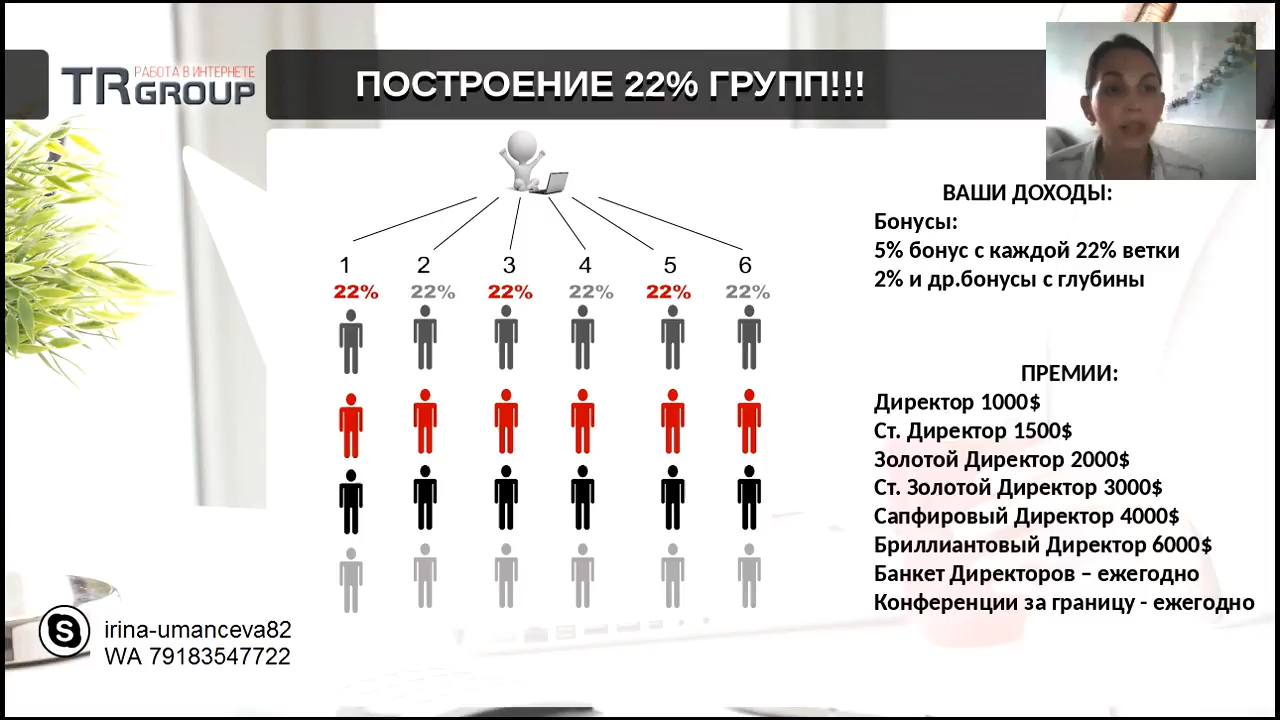 РАБОТА В ИНТЕРНЕТЕ
TR GROUP
ПОСТРОЕНИЕ 22% ГРУПП!!!
1 2 3 4 5 6
22% 22% 22% 22% 22% 22%
ВАШИ ДОХОДЫ:
Бонусы:
5% бонус с каждой 22% ветки
2% и др.бонусы с глубины
ПРЕМИИ:
Директор 1000$
Ст. Директор 1500$
Золотой Директор 2000$
Ст. Золотой Директор 3000$
Сапфировый Директор 4000$
Бриллиантовый Директор 6000$
Банкет Директоров – ежегодно
Конференции за границу - ежегодно
irina-umanceva82
WA 79183547722